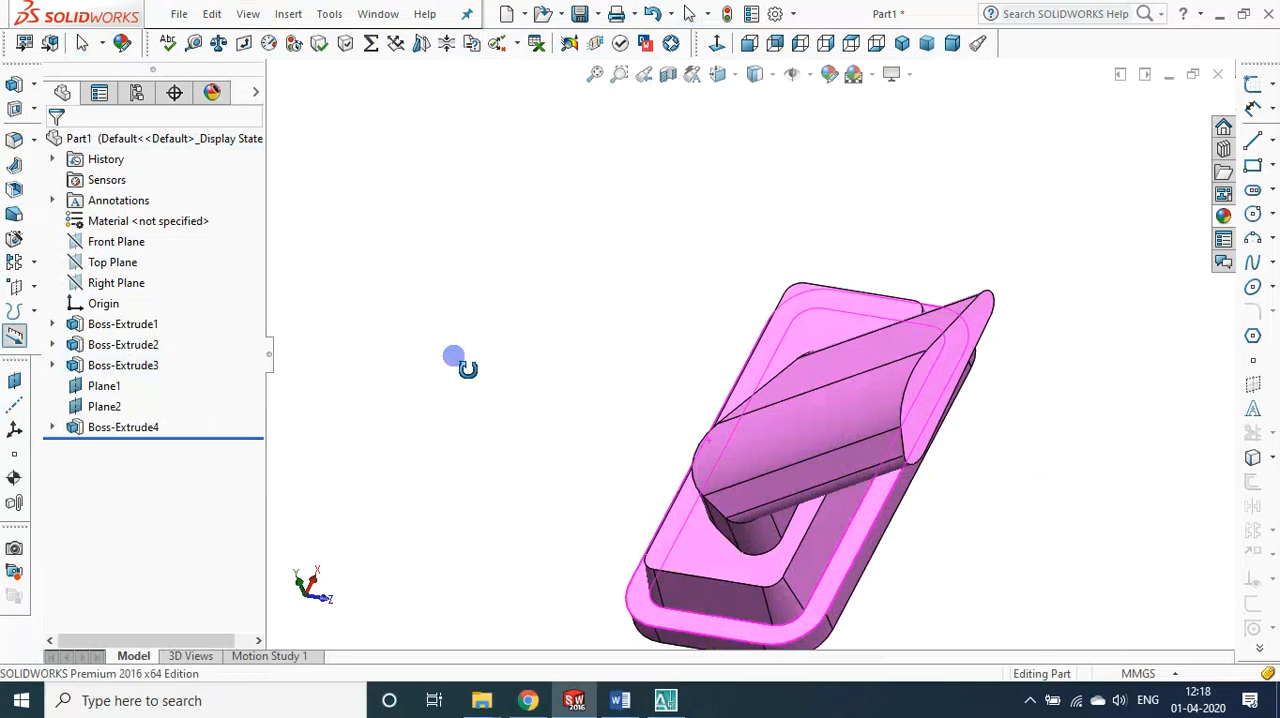 SOLIDWORKS File Edit View Insert Tools Window Help Part1 * Search SOLIDWORKS Help ?
Part1 (Default<<Default>_Display State
History
Sensors
A Annotations
Material <not specified>
Front Plane
Top Plane
Right Plane
Origin
Boss-Extrude1
Boss-Extrude2
Boss-Extrude3
Plane1
Plane2
Boss-Extrude4
Y X Z
Model 3D Views Motion Study 1
SOLIDWORKS Premium 2016 x64 Edition Editing Part MMGS
Type here to search SW 2016 W A ENG 12:18
01-04-2020